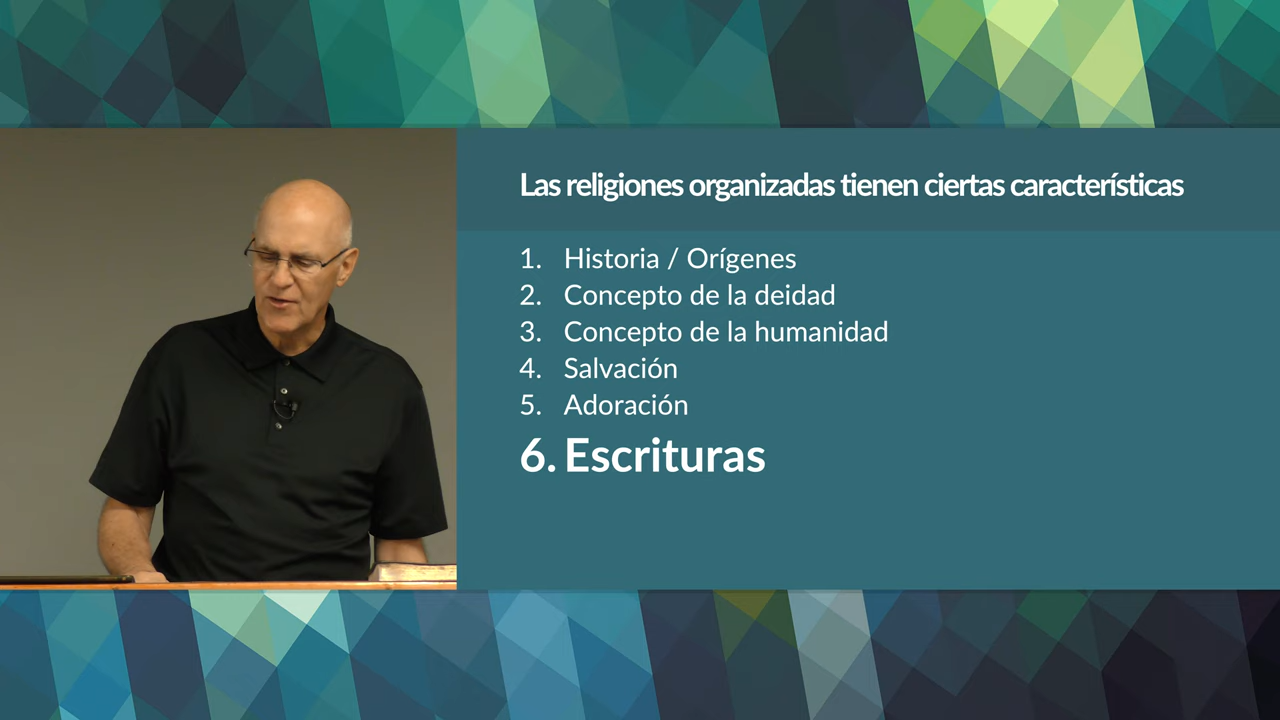 Las religiones organizadas tienen ciertas características
1. Historia / Orígenes
2. Concepto de la deidad
3. Concepto de la humanidad
4. Salvación
5. Adoración
6. Escrituras